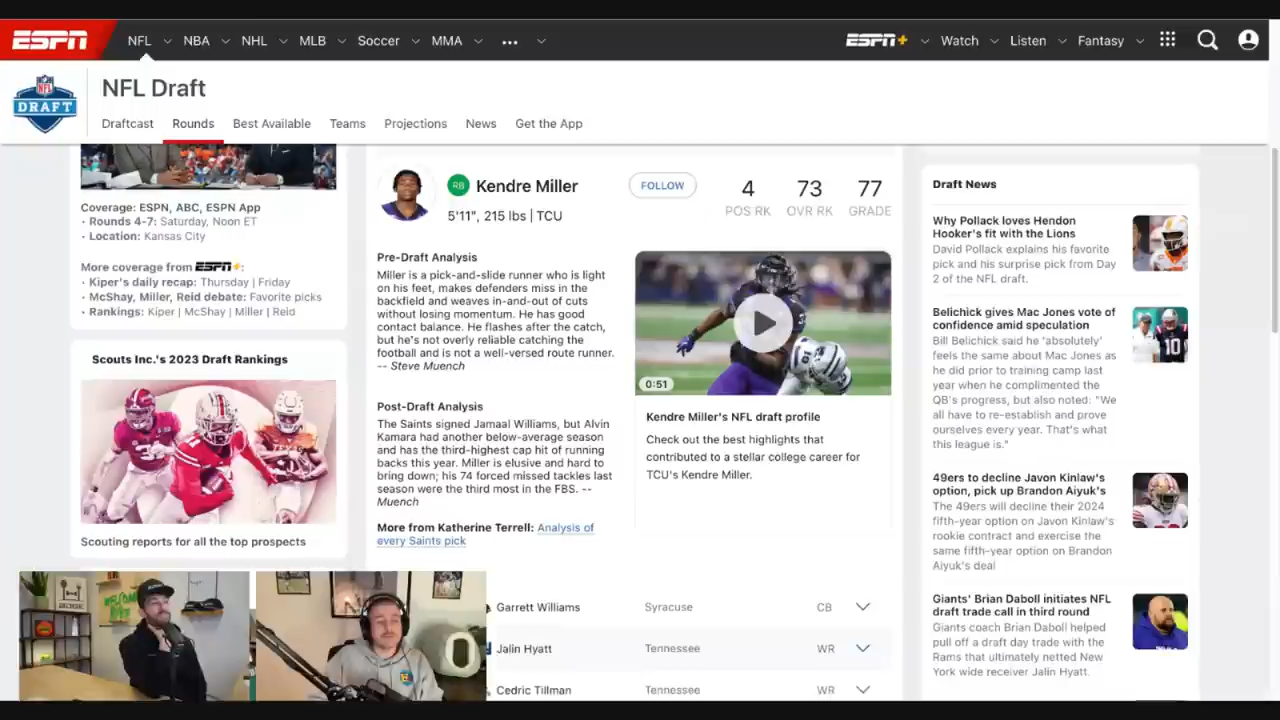 ESPN
NFL
NBA
NHL
MLB
Soccer
MMA
ESPN+
Watch
Listen
Fantasy
NFL
DRAFT
NFL Draft
Draftcast
Rounds
Best Available
Teams
Projections
News
Get the App
Coverage: ESPN, ABC, ESPN App
• Rounds 4-7: Saturday, Noon ET
• Location: Kansas City
More coverage from ESPN+:
• Kiper's daily recap: Thursday | Friday
• McShay, Miller, Reid debate: Favorite picks
• Rankings: Kiper | McShay | Miller | Reid
Scouts Inc.'s 2023 Draft Rankings
Scouting reports for all the top prospects
RB Kendre Miller
5'11", 215 lbs | TCU
FOLLOW
4
POS RK
73
OVR RK
77
GRADE
Pre-Draft Analysis
Miller is a pick-and-slide runner who is light
on his feet, makes defenders miss in the
backfield and weaves in-and-out of cuts
without losing momentum. He has good
contact balance. He flashes after the catch,
but he's not overly reliable catching the
football and is not a well-versed route runner.
-- Steve Muench
Post-Draft Analysis
The Saints signed Jamaal Williams, but Alvin
Kamara had another below-average season
and has the third-highest cap hit of running
backs this year. Miller is elusive and hard to
bring down; his 74 forced missed tackles last
season were the third most in the FBS. --
Muench
More from Katherine Terrell: Analysis of
every Saints pick
0:51
Kendre Miller's NFL draft profile
Check out the best highlights that
contributed to a stellar college career for
TCU's Kendre Miller.
Garrett Williams
Syracuse
CB
Jalin Hyatt
Tennessee
WR
Cedric Tillman
Tennessee
WR
Draft News
Why Pollack loves Hendon
Hooker's fit with the Lions
David Pollack explains his favorite
pick and his surprise pick from Day
2 of the NFL draft.
Belichick gives Mac Jones vote of
confidence amid speculation
Bill Belichick said he 'absolutely'
feels the same about Mac Jones as
he did prior to training camp last
year when he complimented the
QB's progress, but also noted: "We
all have to re-establish and prove
ourselves every year. That's what
this league is."
10
49ers to decline Javon Kinlaw's
option, pick up Brandon Aiyuk's
The 49ers will decline their 2024
fifth-year option on Javon Kinlaw's
rookie contract and exercise the
same fifth-year option on Brandon
Aiyuk's deal
Giants' Brian Daboll initiates NFL
draft trade call in third round
Giants coach Brian Daboll helped
pull off a draft day trade with the
Rams that ultimately netted New
York wide receiver Jalin Hyatt.